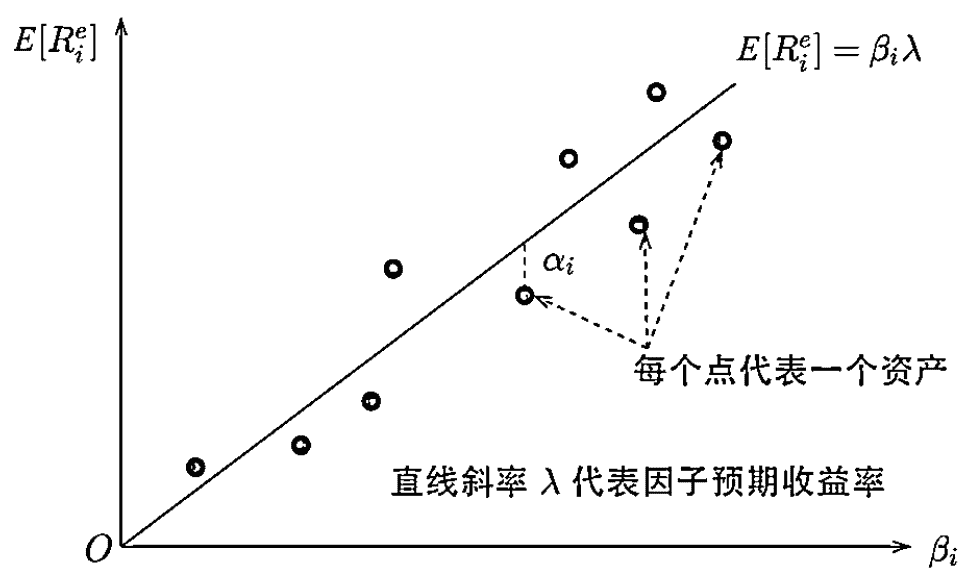 E[R_i^e]
E[R_i^e] = β_i λ
α_i
每个点代表一个资产
直线斜率 λ 代表因子预期收益率
O
β_i